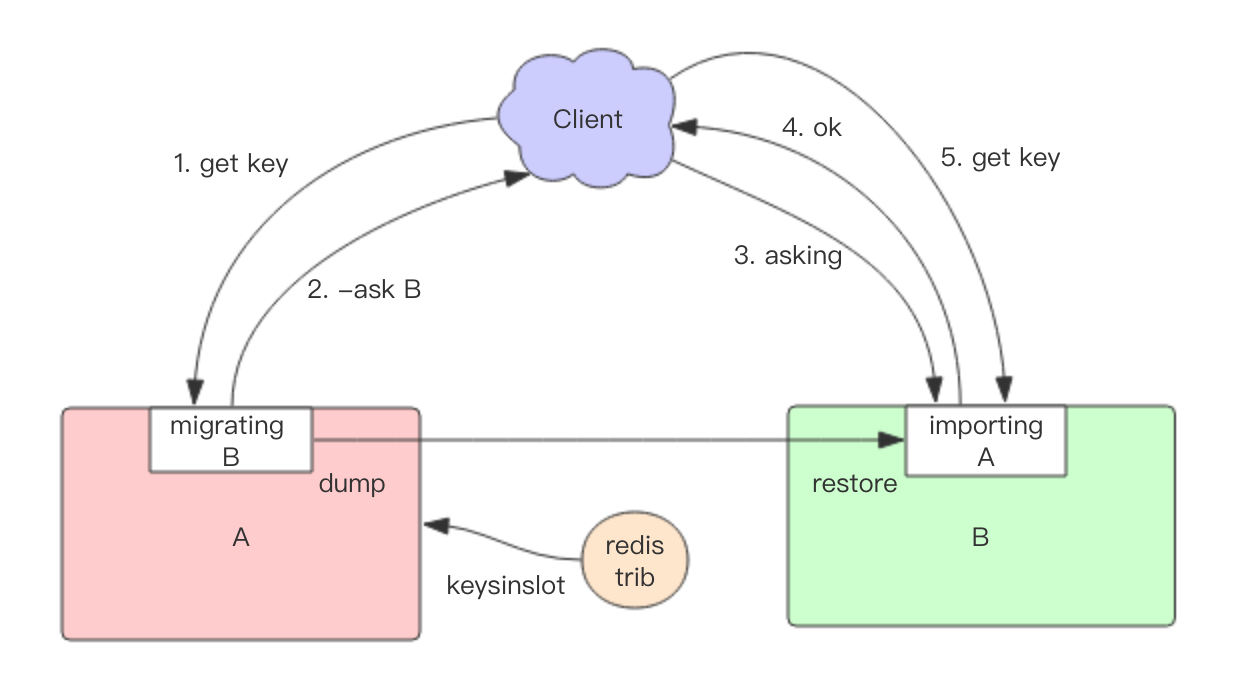 Client
1. get key
2. –ask B
3. asking
4. ok
5. get key
migrating
B
dump
A
importing
A
restore
B
redis
trib
keysinslot